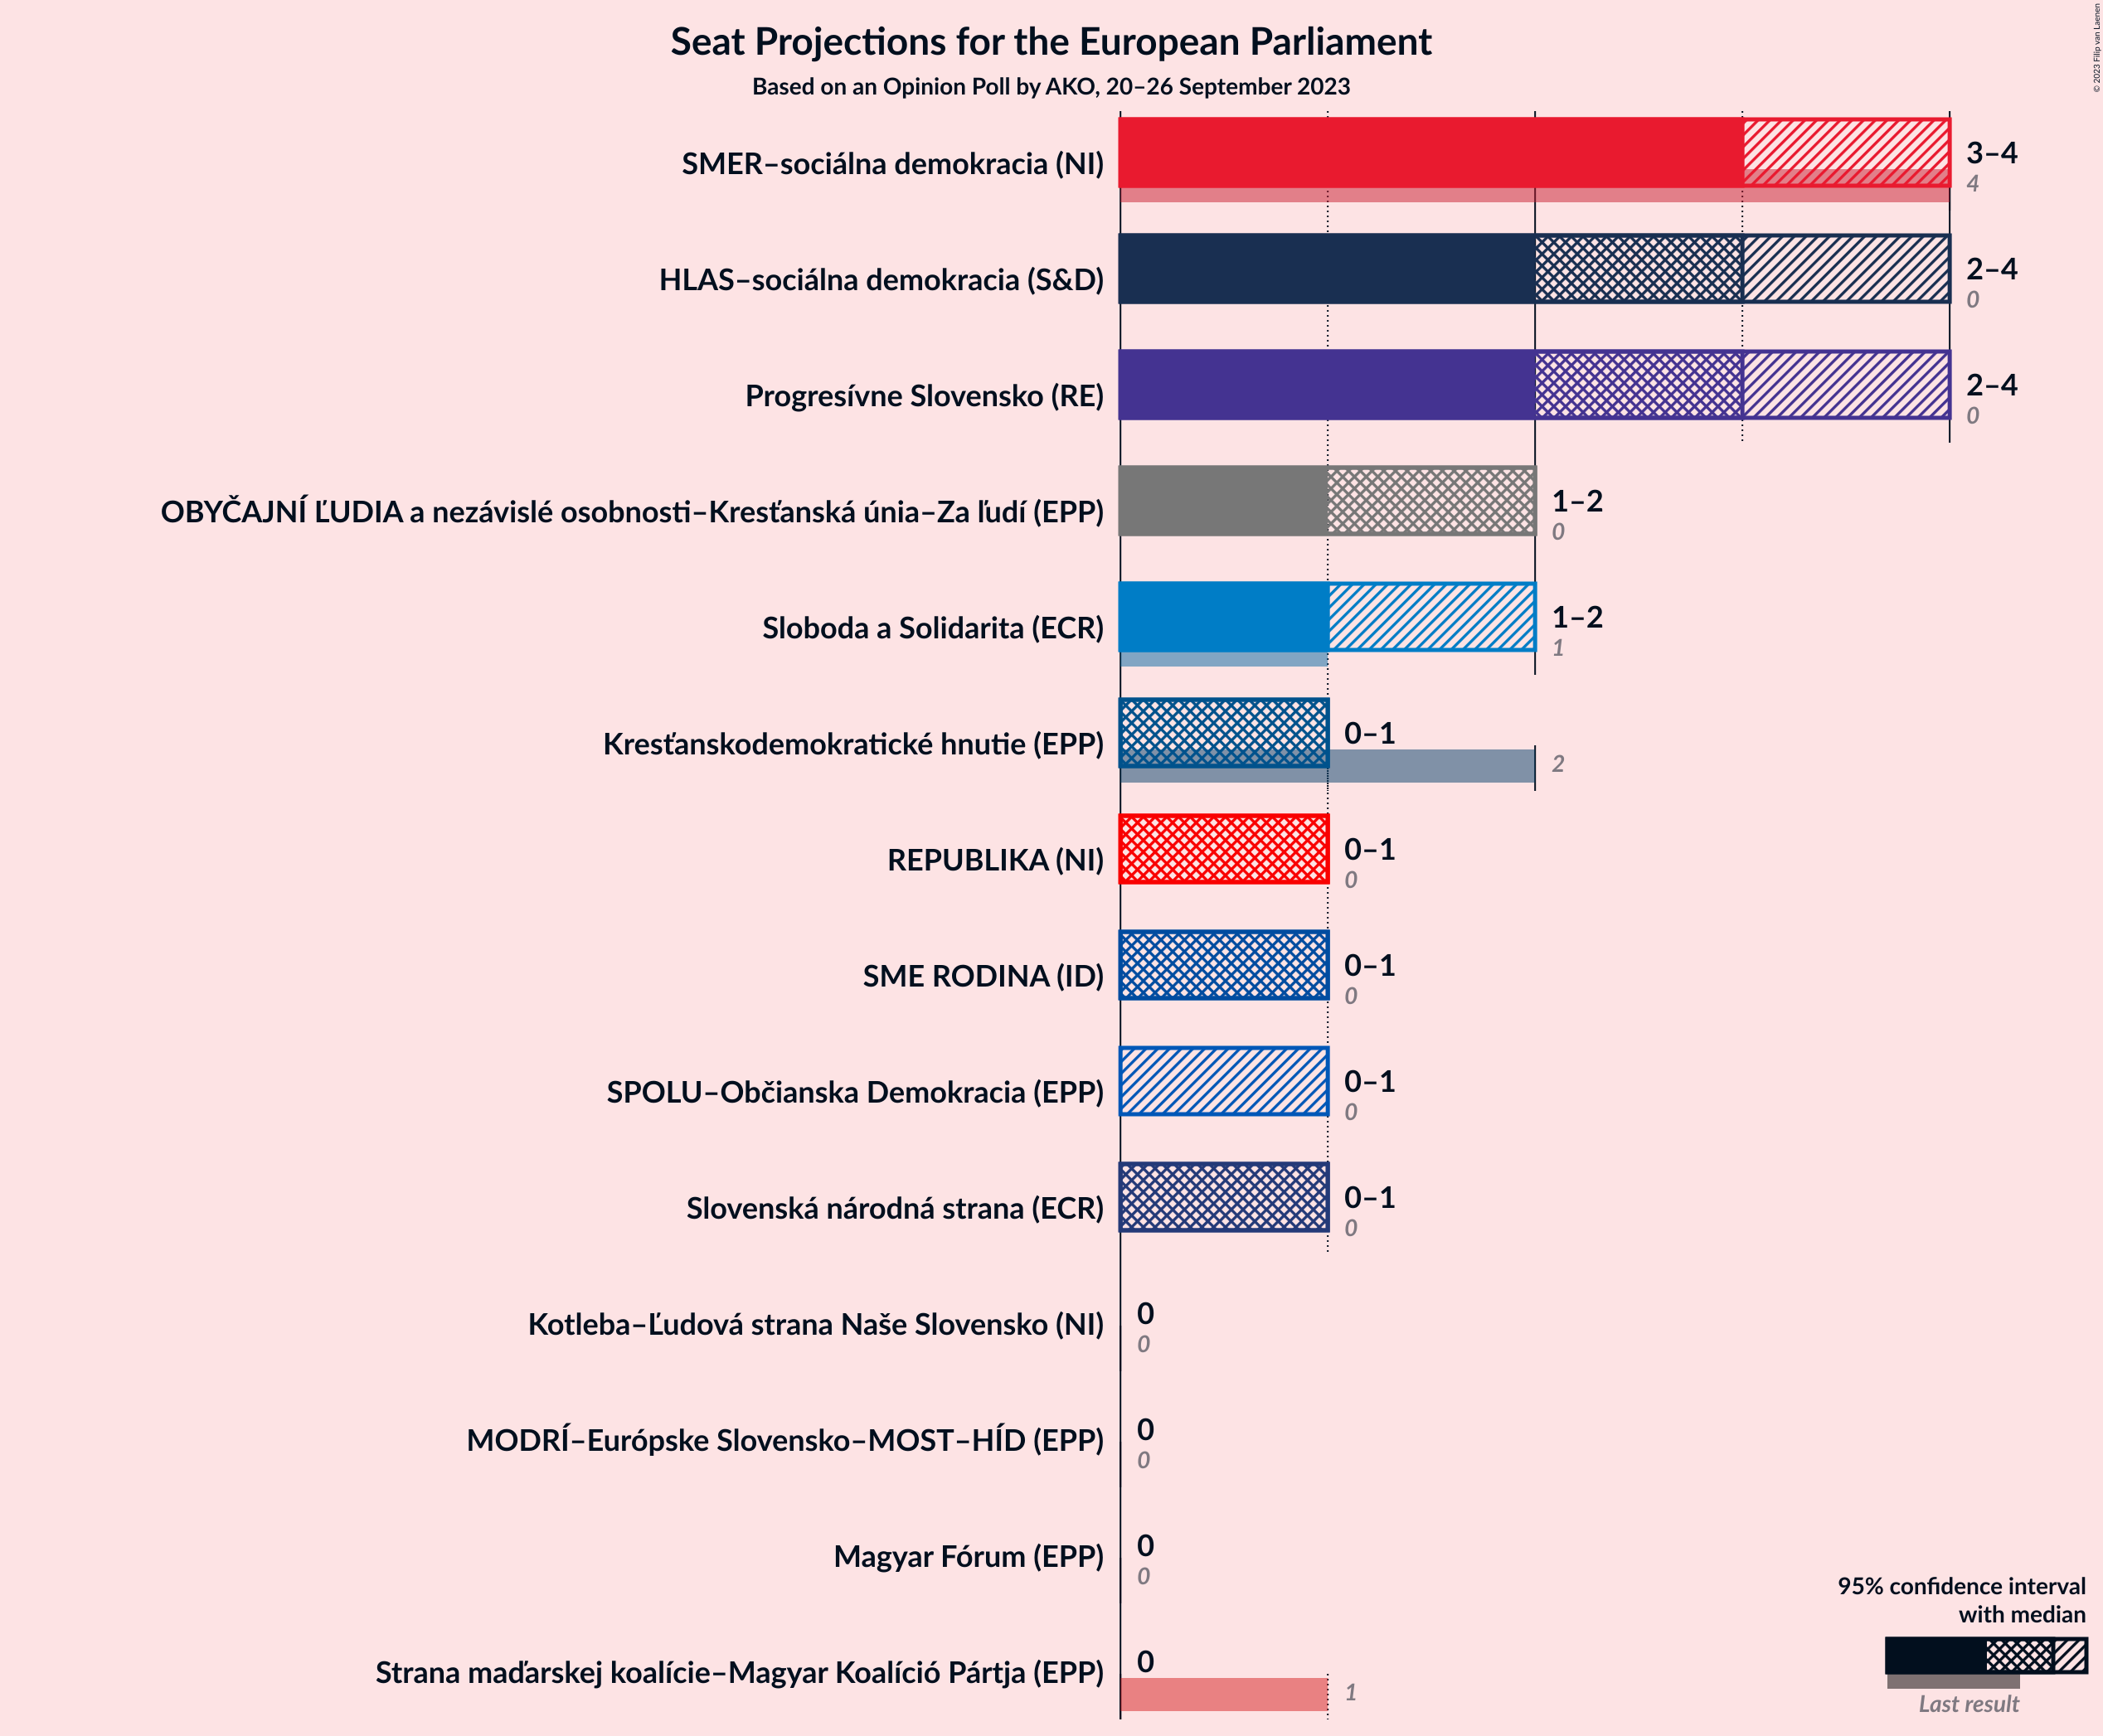 Seat Projections for the European Parliament
Based on an Opinion Poll by AKO, 20–26 September 2023
© 2023 Filip van Laenen
SMER–sociálna demokracia (NI)
3–4
4
HLAS–sociálna demokracia (S&D)
2–4
0
Progresívne Slovensko (RE)
2–4
0
OBYČAJNÍ ĽUDIA a nezávislé osobnosti–Kresťanská únia–Za ľudí (EPP)
1–2
0
Sloboda a Solidarita (ECR)
1–2
1
Kresťanskodemokratické hnutie (EPP)
0–1
2
REPUBLIKA (NI)
0–1
0
SME RODINA (ID)
0–1
0
SPOLU–Občianska Demokracia (EPP)
0–1
0
Slovenská národná strana (ECR)
0–1
0
Kotleba–Ľudová strana Naše Slovensko (NI)
0
0
MODRÍ–Európske Slovensko–MOST–HÍD (EPP)
0
0
Magyar Fórum (EPP)
0
0
Strana maďarskej koalície–Magyar Koalíció Pártja (EPP)
0
1
95% confidence interval
with median
Last result